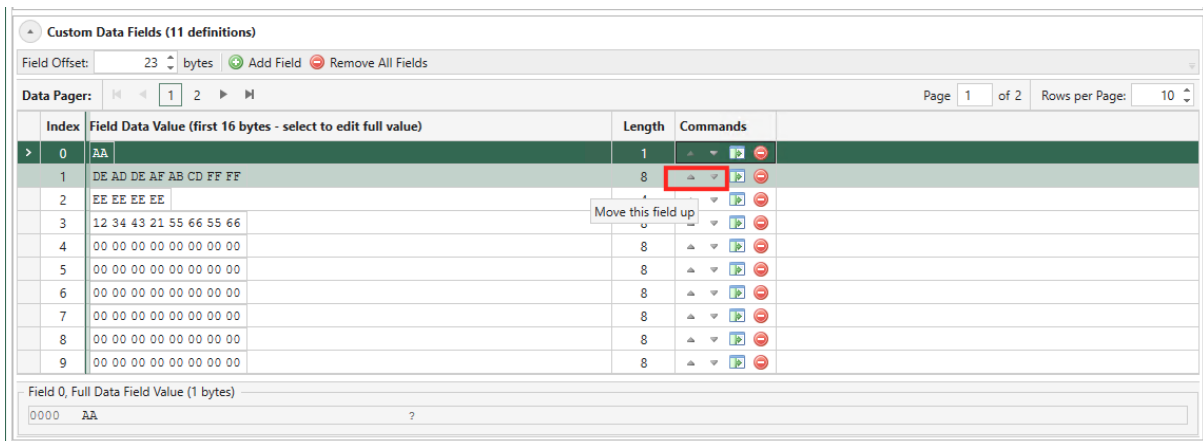 Custom Data Fields (11 definitions)
Field Offset: 23 bytes Add Field Remove All Fields
Data Pager: 1 2 Page 1 of 2 Rows per Page: 10
Index Field Data Value (first 16 bytes - select to edit full value) Length Commands
0 AA 1
1 DE AD DE AF AB CD FF FF 8
2 EE EE EE EE
Move this field up
3 12 34 43 21 55 66 55 66
4 00 00 00 00 00 00 00 00 8
5 00 00 00 00 00 00 00 00 8
6 00 00 00 00 00 00 00 00 8
7 00 00 00 00 00 00 00 00 8
8 00 00 00 00 00 00 00 00 8
9 00 00 00 00 00 00 00 00 8
Field 0, Full Data Field Value (1 bytes)
0000 AA ?